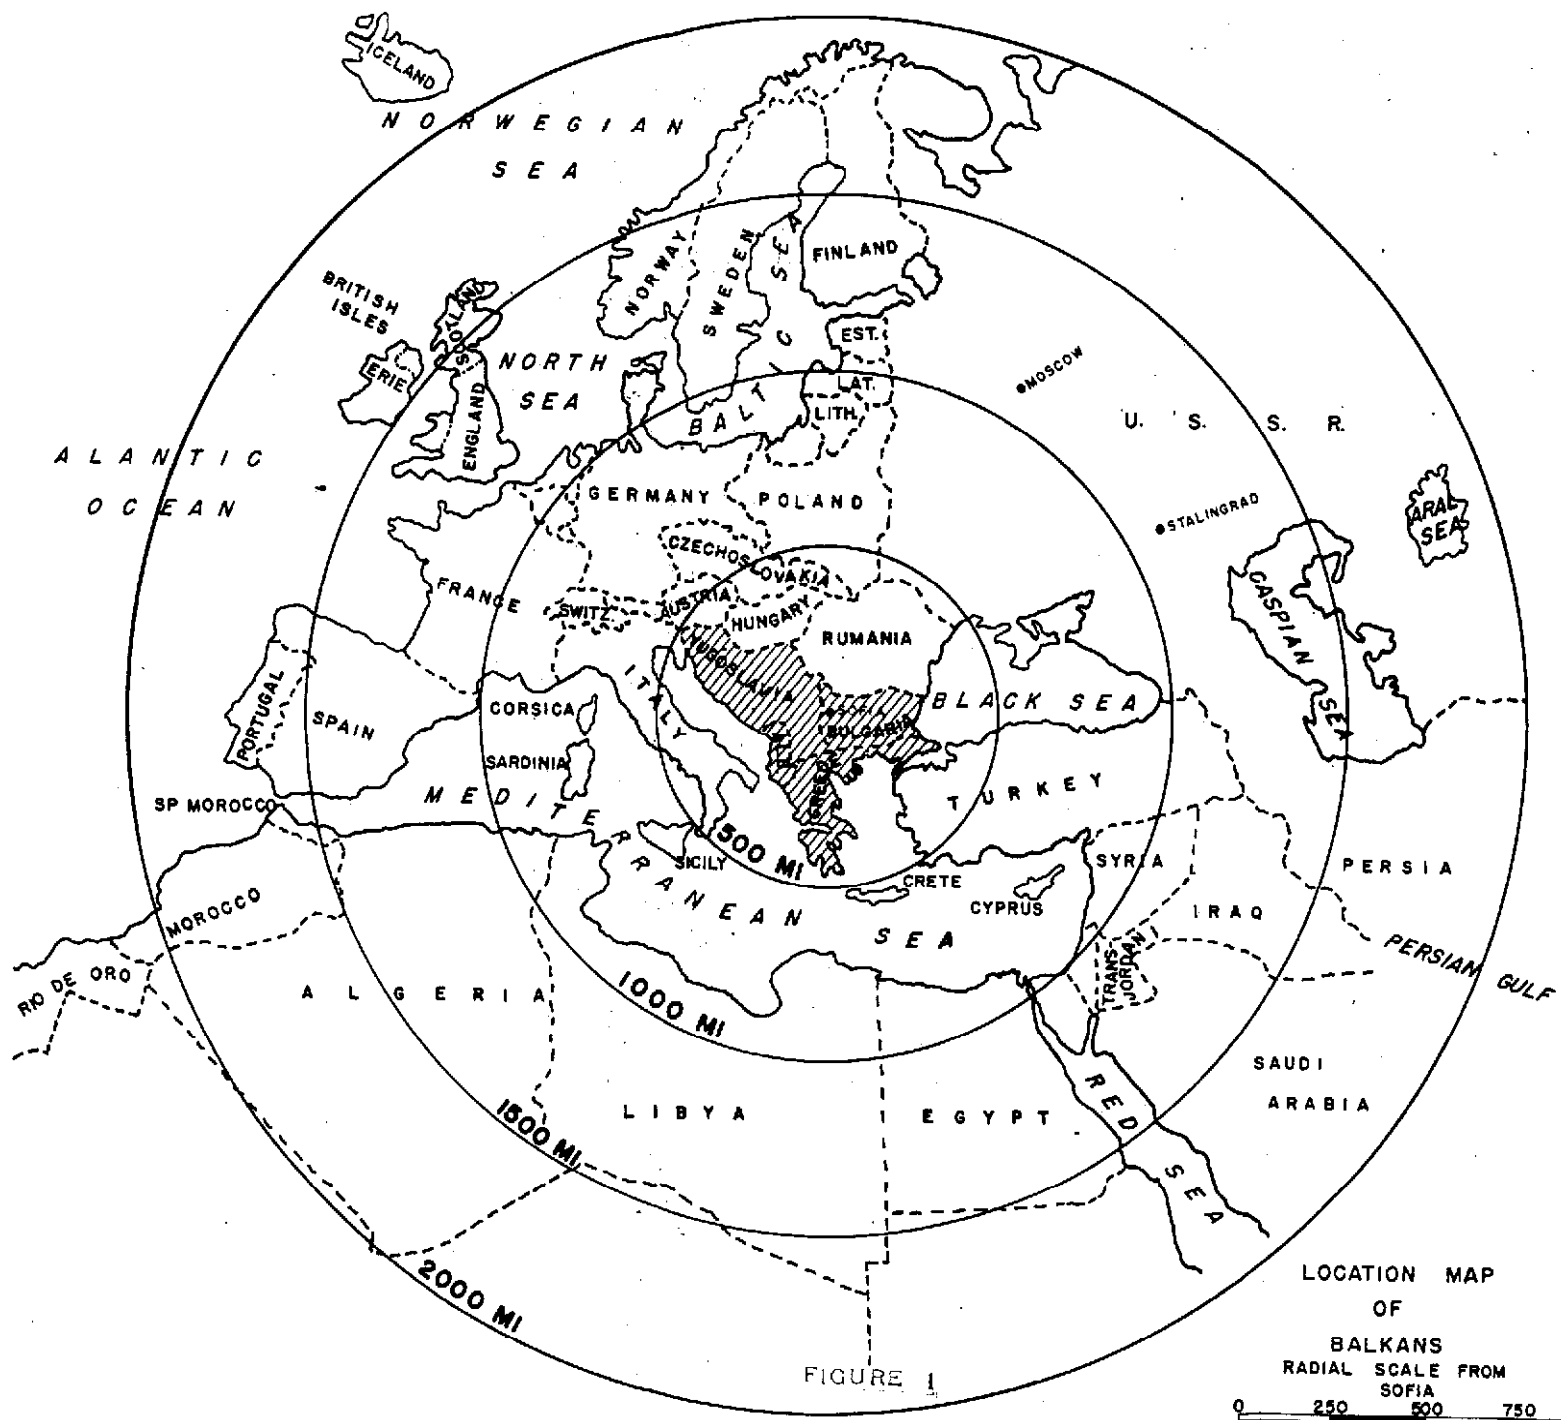 ICELAND
NORWEGIAN
SEA
NORWAY
SWEDEN
FINLAND
BRITISH
ISLES
SCOTLAND
ERIE
ENGLAND
NORTH
SEA
BALTIC SEA
EST.
LAT.
LITH.
MOSCOW
U. S. S. R.
ALANTIC
OCEAN
GERMANY
POLAND
STALINGRAD
ARAL
SEA
CZECHOSLOVAKIA
FRANCE
SWITZ.
AUSTRIA
HUNGARY
RUMANIA
CASPIAN SEA
YUGOSLAVIA
ITALY
PORTUGAL
SPAIN
CORSICA
SOFIA
BULGARIA
BLACK SEA
SARDINIA
GREECE
TURKEY
SP MOROCCO
MEDITERRANEAN SEA
SICILY
500 MI
CRETE
CYPRUS
SYRIA
PERSIA
IRAQ
MOROCCO
PERSIAN GULF
TRANS
JORDAN
RIO DE ORO
ALGERIA
1000 MI
SAUDI
ARABIA
LIBYA
EGYPT
RED SEA
1500 MI
2000 MI
LOCATION MAP
OF
BALKANS
RADIAL SCALE FROM
SOFIA
0 250 500 750
FIGURE 1